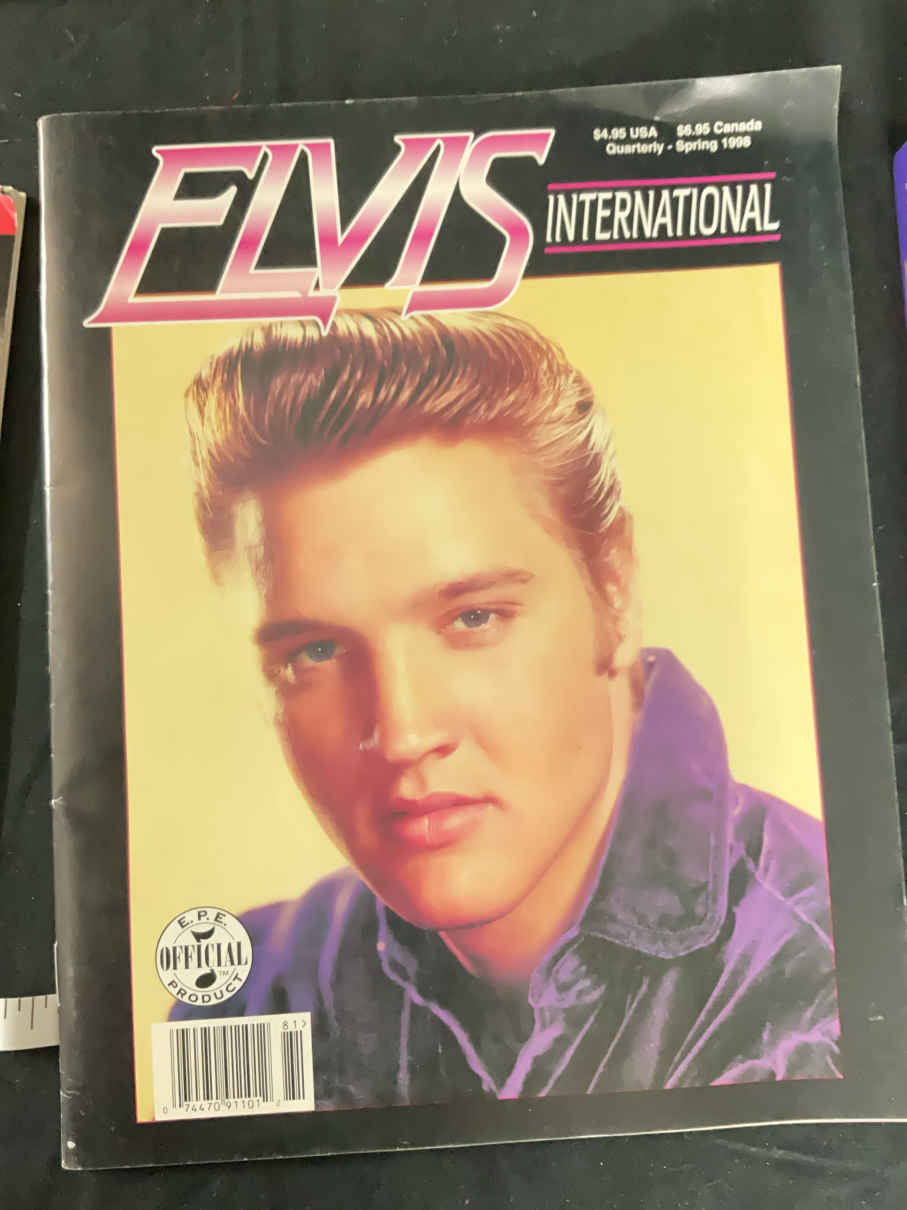 $4.95 USA $6.95 Canada
Quarterly - Spring 1998
ELVIS
INTERNATIONAL
E.P.E.
OFFICIAL
TM
PRODUCT
81>
0 74470 91101 2